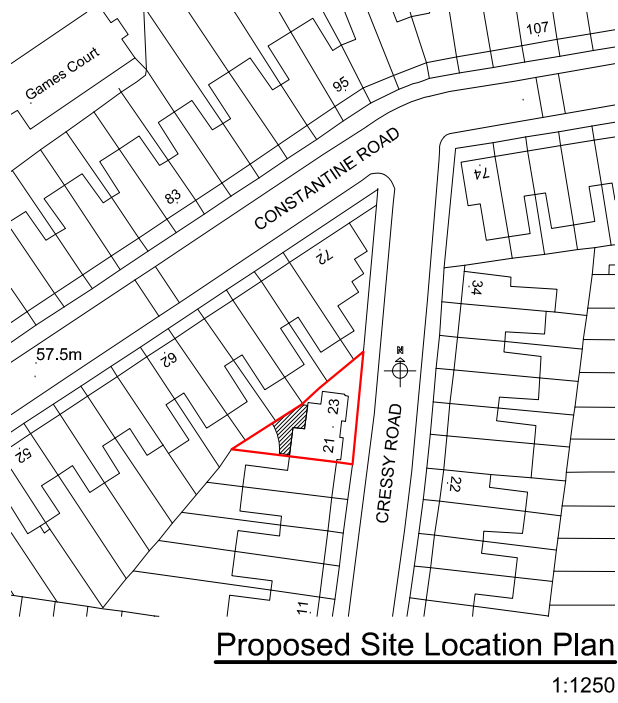 107
Games Court
95
74
83
CONSTANTINE ROAD
72
34
57.5m
62
N
23
21
52
CRESSY ROAD
22
11
Proposed Site Location Plan
1:1250